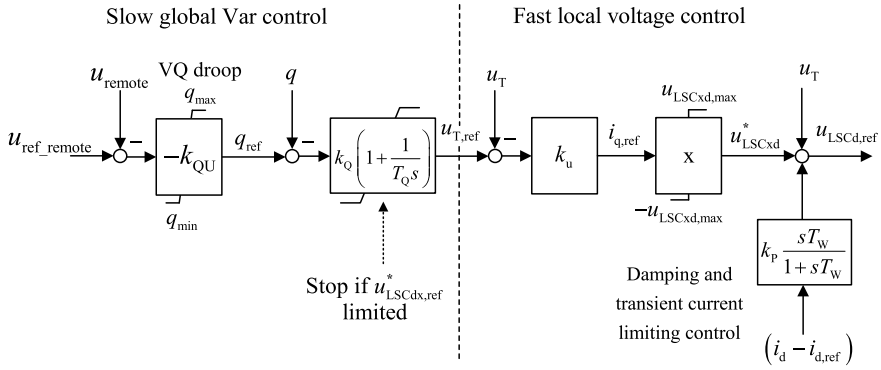 Slow global Var control
Fast local voltage control
u_remote
VQ droop
q_max
q
u_T
u_LSCxd,max
u_T
u_ref_remote
−
−k_QU
q_ref
−
k_Q(1 + 1/(T_Q s))
u_T,ref
−
k_u
i_q,ref
x
u*_LSCxd
u_LSCd,ref
q_min
−u_LSCxd,max
k_P sT_W/(1 + sT_W)
Stop if u*_LSCdx,ref
limited
Damping and
transient current
limiting control
(i_d − i_d,ref)